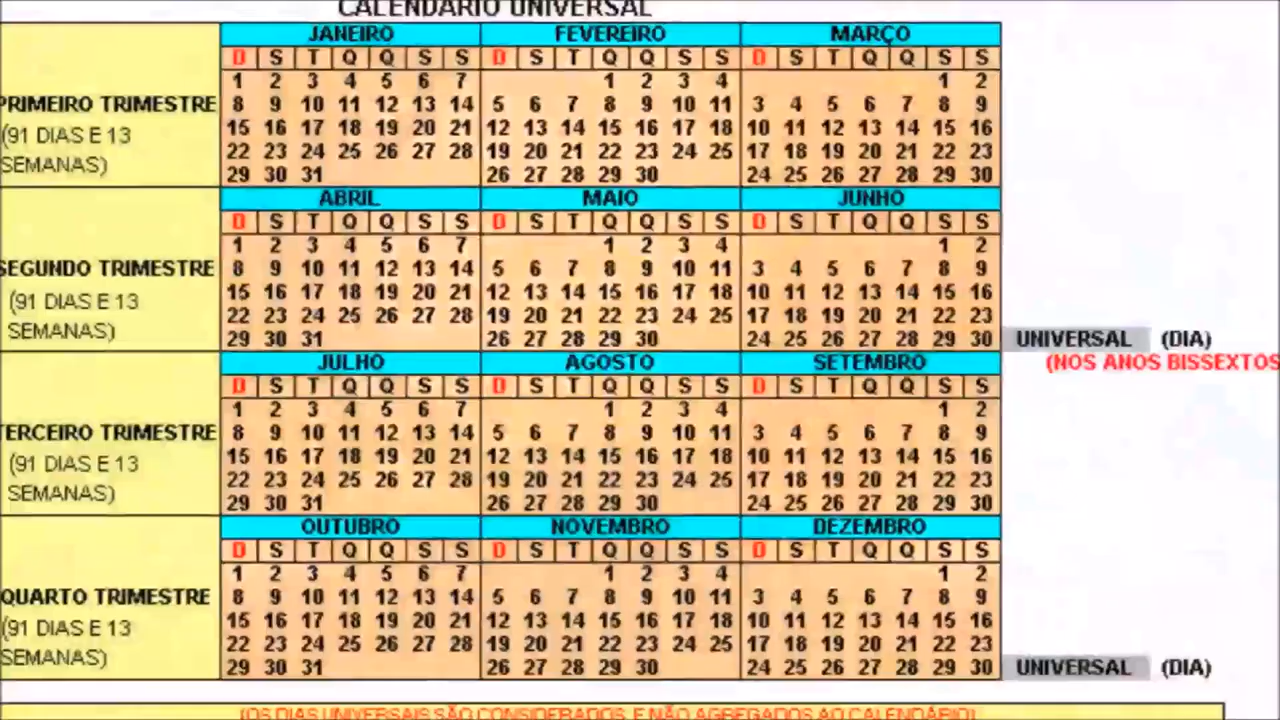 CALENDÁRIO UNIVERSAL
JANEIRO FEVEREIRO MARÇO
D S T Q Q S S D S T Q Q S S D S T Q Q S S
1 2 3 4 5 6 7 1 2 3 4 1 2
PRIMEIRO TRIMESTRE 8 9 10 11 12 13 14 5 6 7 8 9 10 11 3 4 5 6 7 8 9
(91 DIAS E 13 15 16 17 18 19 20 21 12 13 14 15 16 17 18 10 11 12 13 14 15 16
SEMANAS) 22 23 24 25 26 27 28 19 20 21 22 23 24 25 17 18 19 20 21 22 23
29 30 31 26 27 28 29 30 24 25 26 27 28 29 30
ABRIL MAIO JUNHO
D S T Q Q S S D S T Q Q S S D S T Q Q S S
1 2 3 4 5 6 7 1 2 3 4 1 2
SEGUNDO TRIMESTRE 8 9 10 11 12 13 14 5 6 7 8 9 10 11 3 4 5 6 7 8 9
(91 DIAS E 13 15 16 17 18 19 20 21 12 13 14 15 16 17 18 10 11 12 13 14 15 16
SEMANAS) 22 23 24 25 26 27 28 19 20 21 22 23 24 25 17 18 19 20 21 22 23
29 30 31 26 27 28 29 30 24 25 26 27 28 29 30 UNIVERSAL (DIA)
JULHO AGOSTO SETEMBRO (NOS ANOS BISSEXTOS
D S T Q Q S S D S T Q Q S S D S T Q Q S S
1 2 3 4 5 6 7 1 2 3 4 1 2
TERCEIRO TRIMESTRE 8 9 10 11 12 13 14 5 6 7 8 9 10 11 3 4 5 6 7 8 9
(91 DIAS E 13 15 16 17 18 19 20 21 12 13 14 15 16 17 18 10 11 12 13 14 15 16
SEMANAS) 22 23 24 25 26 27 28 19 20 21 22 23 24 25 17 18 19 20 21 22 23
29 30 31 26 27 28 29 30 24 25 26 27 28 29 30
OUTUBRO NOVEMBRO DEZEMBRO
D S T Q Q S S D S T Q Q S S D S T Q Q S S
1 2 3 4 5 6 7 1 2 3 4 1 2
QUARTO TRIMESTRE 8 9 10 11 12 13 14 5 6 7 8 9 10 11 3 4 5 6 7 8 9
(91 DIAS E 13 15 16 17 18 19 20 21 12 13 14 15 16 17 18 10 11 12 13 14 15 16
SEMANAS) 22 23 24 25 26 27 28 19 20 21 22 23 24 25 17 18 19 20 21 22 23
29 30 31 26 27 28 29 30 24 25 26 27 28 29 30 UNIVERSAL (DIA)
(OS DIAS UNIVERSAIS SÃO CONSIDERADOS, E NÃO AGREGADOS AO CALENDÁRIO)